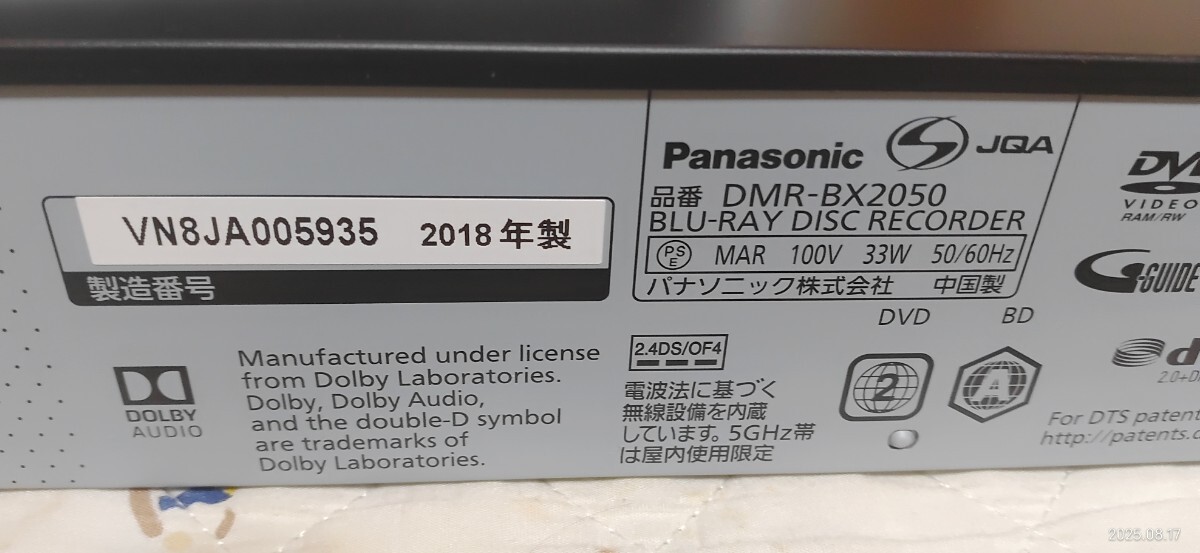 VN8JA005935 2018年製
製造番号
DOLBY
AUDIO
Manufactured under license
from Dolby Laboratories.
Dolby, Dolby Audio,
and the double-D symbol
are trademarks of
Dolby Laboratories.
Panasonic JQA
品番 DMR-BX2050
BLU-RAY DISC RECORDER
PS
E MAR 100V 33W 50/60Hz
パナソニック株式会社 中国製
DVD BD
2.4DS/OF4
電波法に基づく
無線設備を内蔵
しています。5GHz帯
は屋内使用限定
2 A
VIDEO
RAM/RW
G-GUIDE
For DTS
http://patents.
2025.08.17